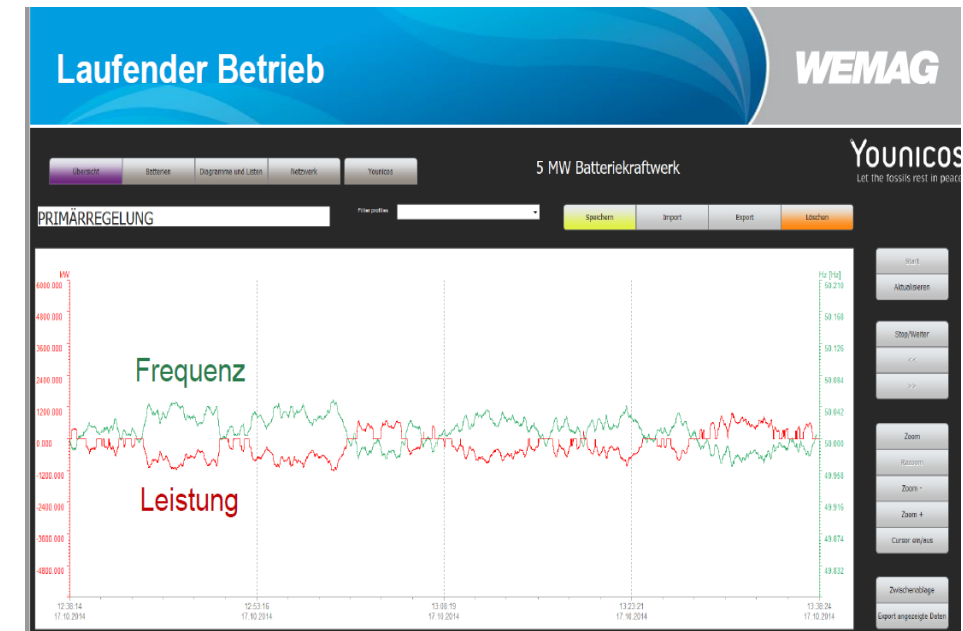 Laufender Betrieb
WEMAG
Younicos
Let the fossils rest in peace
5 MW Batteriekraftwerk
Übersicht
Batterien
Diagramme und Listen
Netzwerk
Younicos
PRIMÄRREGELUNG
Filter profiles
Speichern
Import
Export
Löschen
MW
6000.000
4800.000
3600.000
2400.000
1200.000
0.000
-1200.000
-2400.000
-3600.000
-4800.000
Frequenz
Leistung
Hz [Hz]
50.210
50.168
50.126
50.084
50.042
50.000
49.958
49.916
49.874
49.832
12:38:14
17.10.2014
12:53:16
17.10.2014
13:08:19
17.10.2014
13:23:21
17.10.2014
13:38:24
17.10.2014
Start
Aktualisieren
Stop/Weiter
<<
>>
Zoom
Zoom -
Zoom +
Cursor ein/aus
Zwischenablage
Export angezeigte Daten